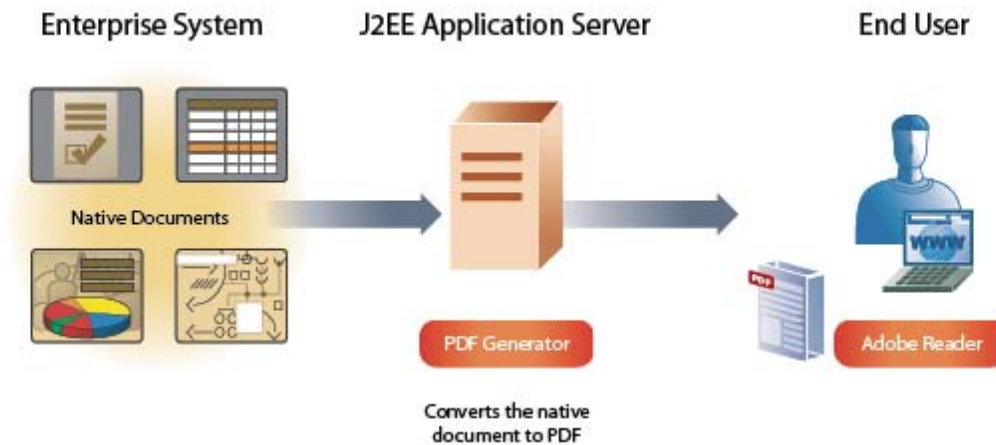 Enterprise System
J2EE Application Server
End User
Native Documents
WWW
PDF
PDF Generator
Adobe Reader
Converts the native
document to PDF